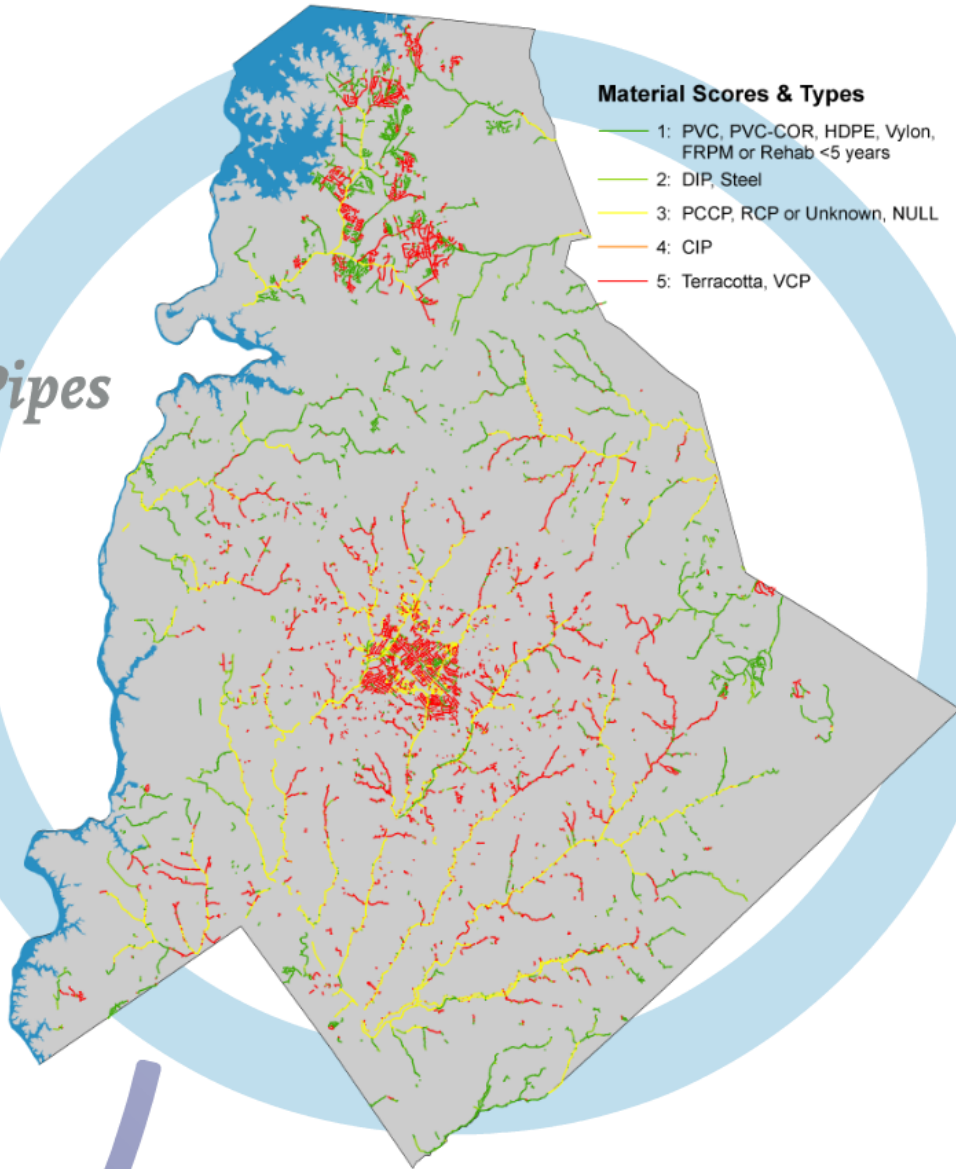 Material Scores & Types
1: PVC, PVC-COR, HDPE, Vylon,
FRPM or Rehab <5 years
2: DIP, Steel
3: PCCP, RCP or Unknown, NULL
4: CIP
5: Terracotta, VCP
Pipes